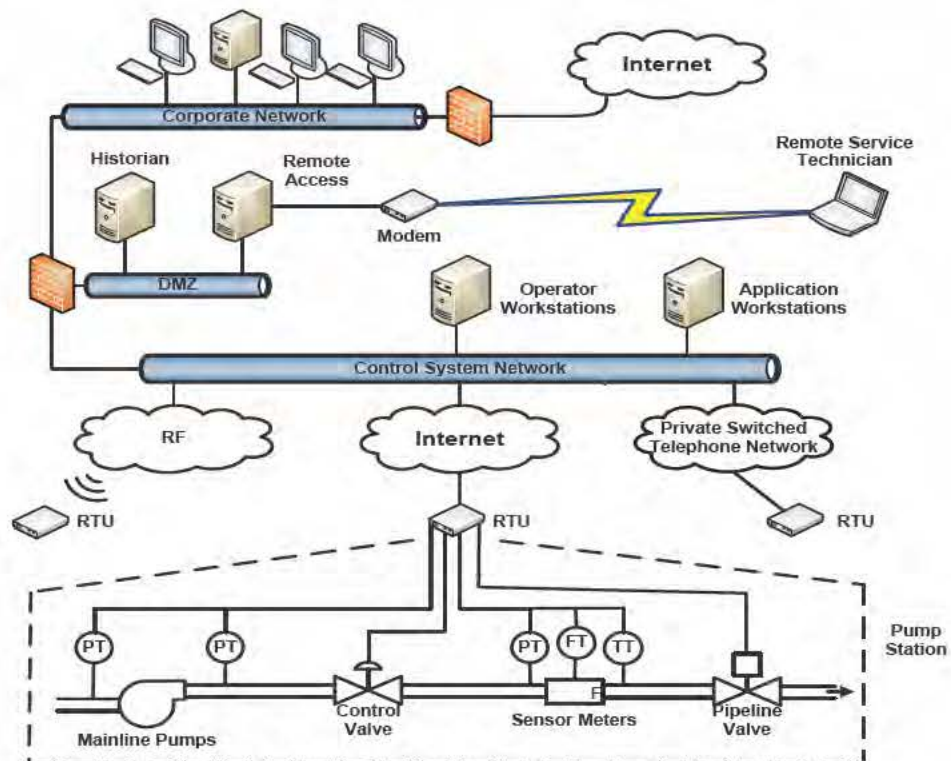 Internet
Corporate Network
Remote Service
Technician
Historian
Remote
Access
Modem
DMZ
Operator
Workstations
Application
Workstations
Control System Network
RF
Internet
Private Switched
Telephone Network
RTU
RTU
RTU
PT
PT
PT
FT
TT
Pump
Station
F
Mainline Pumps
Control
Valve
Sensor Meters
Pipeline
Valve